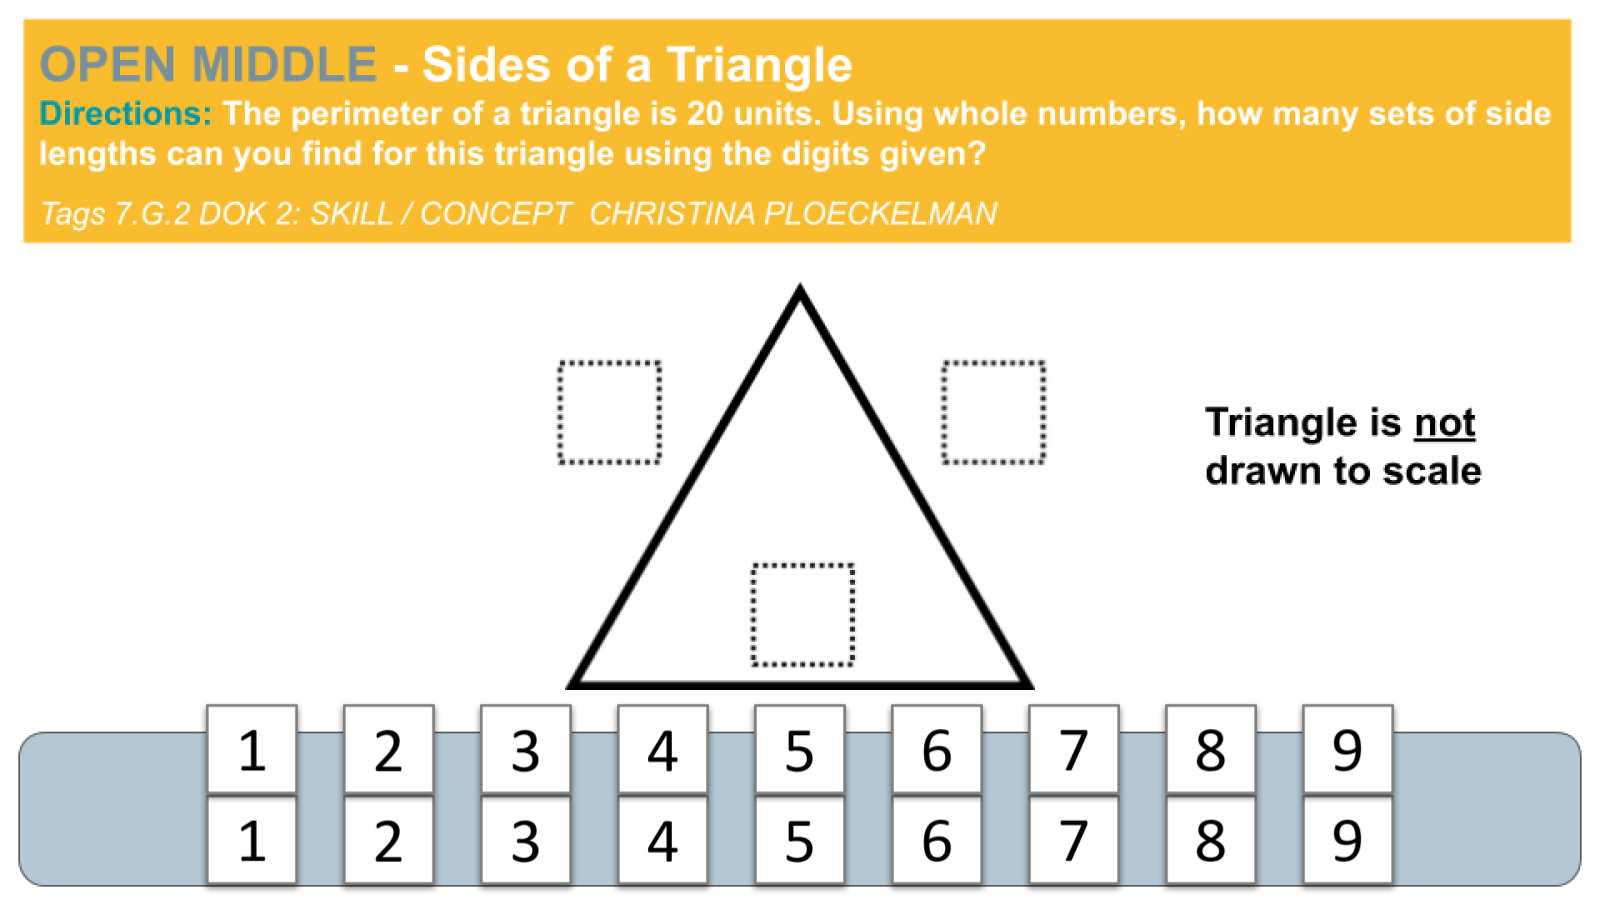 OPEN MIDDLE - Sides of a Triangle
Directions: The perimeter of a triangle is 20 units. Using whole numbers, how many sets of side
lengths can you find for this triangle using the digits given?
Tags 7.G.2 DOK 2: SKILL / CONCEPT CHRISTINA PLOECKELMAN
Triangle is not
drawn to scale
1 2 3 4 5 6 7 8 9
1 2 3 4 5 6 7 8 9